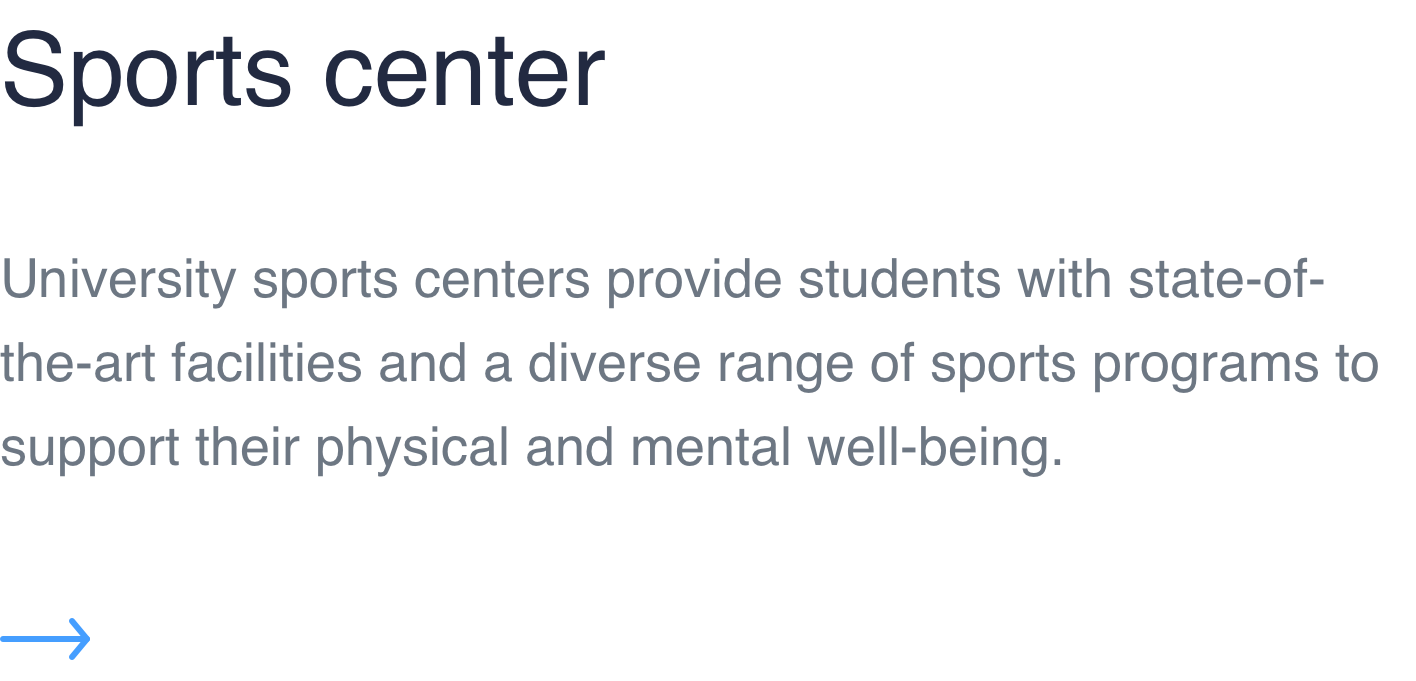 Sports center
University sports centers provide students with state-of-
the-art facilities and a diverse range of sports programs to
support their physical and mental well-being.